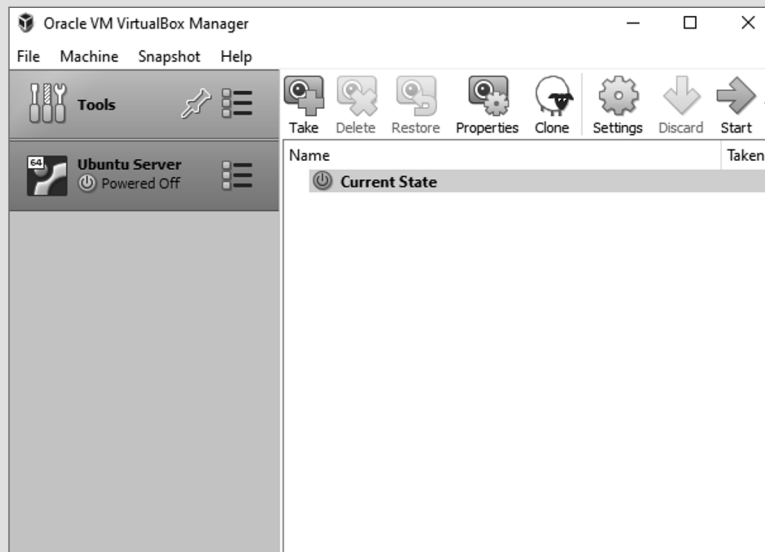 Oracle VM VirtualBox Manager
File Machine Snapshot Help
Tools
Take Delete Restore Properties Clone Settings Discard Start
Name Taken
64 Ubuntu Server
Powered Off
Current State